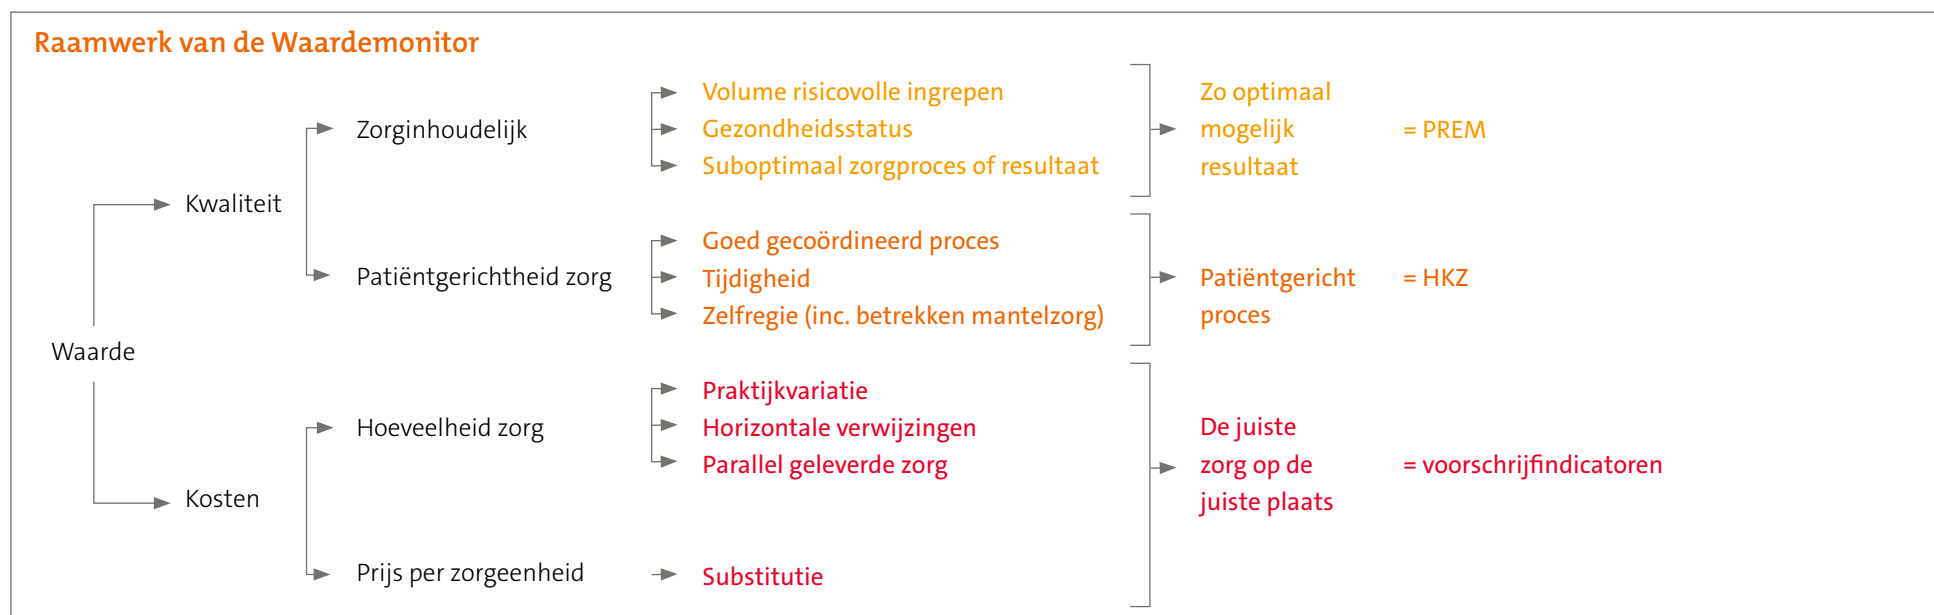 Raamwerk van de Waardemonitor
Waarde
Kwaliteit
Zorginhoudelijk
Volume risicovolle ingrepen
Gezondheidsstatus
Suboptimaal zorgproces of resultaat
Zo optimaal
mogelijk
resultaat
= PREM
Patiëntgerichtheid zorg
Goed gecoördineerd proces
Tijdigheid
Zelfregie (inc. betrekken mantelzorg)
Patiëntgericht
proces
= HKZ
Kosten
Hoeveelheid zorg
Praktijkvariatie
Horizontale verwijzingen
Parallel geleverde zorg
Prijs per zorgeenheid
Substitutie
De juiste
zorg op de
juiste plaats
= voorschrijfindicatoren